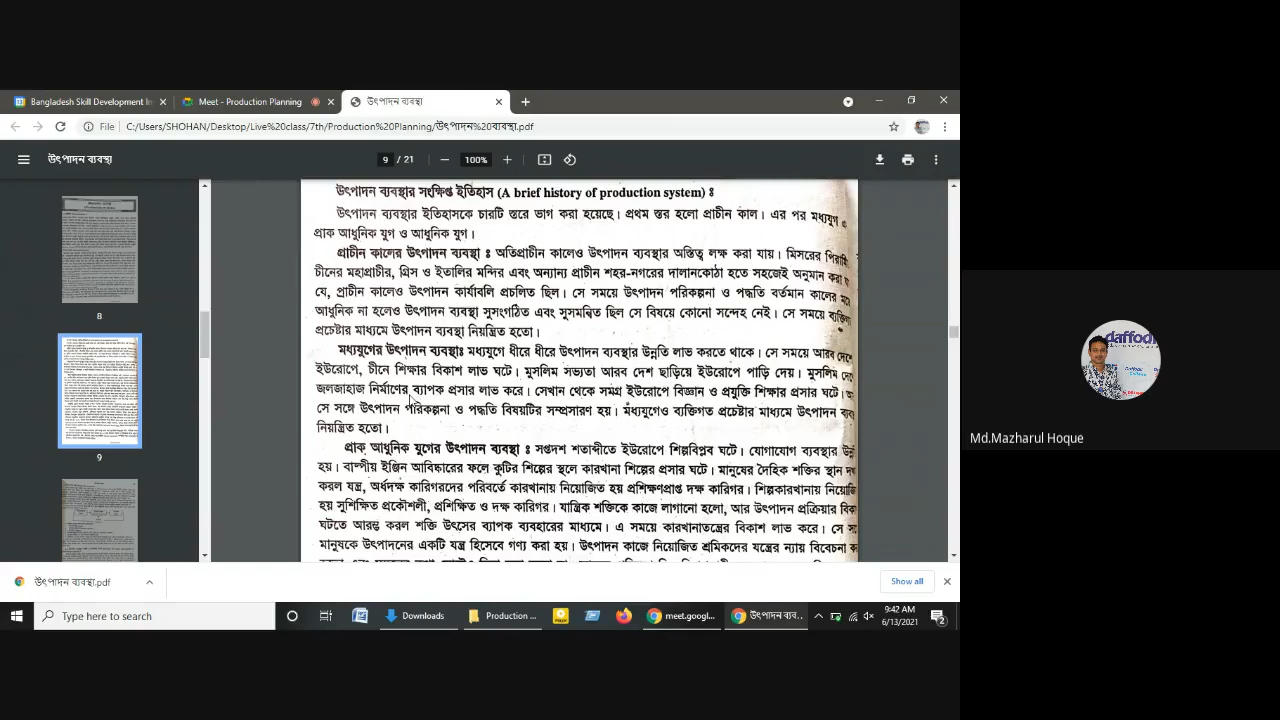 Bangladesh Skill Development In
Meet - Production Planning
উৎপাদন ব্যবস্থা
File
C:/Users/SHOHAN/Desktop/Live%20class/7th/Production%20Planning/উৎপাদন%20ব্যবস্থা.pdf
উৎপাদন ব্যবস্থা
9 / 21
100%
উৎপাদন ব্যবস্থার সংক্ষিপ্ত ইতিহাস (A brief history of production system) ঃ
উৎপাদন ব্যবস্থার ইতিহাসকে চারটি স্তরে ভাগ করা হয়েছে। প্রথম স্তর হলো প্রাচীন কাল। এর পর মধ্যযুগ
প্রাক আধুনিক যুগ ও আধুনিক যুগ।
প্রাচীন কালের উৎপাদন ব্যবস্থা ঃ অতিপ্রাচীন কালেও উৎপাদন ব্যবস্থার অস্তিত্ব লক্ষ করা যায়। মিসরের
চীনের মহাপ্রাচীর, গ্রিস ও ইতালির মন্দির এবং অন্যান্য প্রাচীন শহর-নগরের দালানকোঠা হতে সহজেই অনুমান করা
যে, প্রাচীন কালেও উৎপাদন কার্যাবলি প্রচলিত ছিল। সে সময়ে উৎপাদন পরিকল্পনা ও পদ্ধতি বর্তমান কালের
আধুনিক না হলেও উৎপাদন ব্যবস্থা সুসংগঠিত এবং সুসমন্বিত ছিল সে বিষয়ে কোনো সন্দেহ নেই। সে সময়ে
প্রচেষ্টার মাধ্যমে উৎপাদন ব্যবস্থা নিয়ন্ত্রিত হতো।
উৎপাদন ব্যবস্থাঃ মধ্যযুগে ধীরে ধীরে উৎপাদন ব্যবস্থার উন্নতি লাভ করতে থাকে। এ সময়ে আরব
ইউরোপে, চীনে শিক্ষার বিকাশ লাভ ঘটে। মুসলিম সভ্যতা আরব দেশ ছাড়িয়ে ইউরোপে পাড়ি দেয়। মুসলিম
জলজাহাজ নির্মাণের ব্যাপক প্রসার লাভ করে। তখন থেকে সমগ্র ইউরোপে বিজ্ঞান ও প্রযুক্তি শিক্ষার প্রসার ঘটে।
সে সঙ্গে উৎপাদন পরিকল্পনা ও পদ্ধতি সম্প্রসারণ হয়। মধ্যযুগেও ব্যক্তিগত প্রচেষ্টার মাধ্যমে উৎপাদন
নিয়ন্ত্রিত হতো।
প্রাক্ আধুনিক যুগের উৎপাদন ব্যবস্থা ঃ সপ্তদশ শতাব্দীতে ইউরোপে শিল্পবিপ্লব ঘটে। যোগাযোগ ব্যবস্থার
হয়। বাষ্পীয় ইঞ্জিন আবিষ্কারের ফলে কুটির শিল্পের স্থলে কারখানা শিল্পের প্রসার ঘটে। মানুষের দৈহিক শক্তির স্থান
করল যন্ত্র, অর্ধদক্ষ কারিগরদের পরিবর্তে কারখানায় নিয়োজিত হয় প্রশিক্ষণপ্রাপ্ত দক্ষ কারিগর। শিল্পকারখানায়
হয় সুশিক্ষিত প্রকৌশলী, প্রশিক্ষিত ও দক্ষ কারিগর। যান্ত্রিক শক্তিকে কাজে লাগানো হলো, আর উৎপাদন প্রক্রিয়ার
ঘটতে আরম্ভ করল শক্তি উৎসের ব্যাপক ব্যবহারের মাধ্যমে। এ সময়ে কারখানাতন্ত্রের বিকাশ লাভ করে। সে
মানুষকে উৎপাদনের একটি যন্ত্র হিসেবে গণ্য করা হয়। উৎপাদন কাজে নিয়োজিত শ্রমিকদের যন্ত্রের ন্যায় বিবেচনা
8
9
Md.Mazharul Hoque
উৎপাদন ব্যবস্থা.pdf
Show all
Type here to search
Downloads
Production ...
meet.googl...
উৎপাদন ব্যব...
9:42 AM
6/13/2021
2